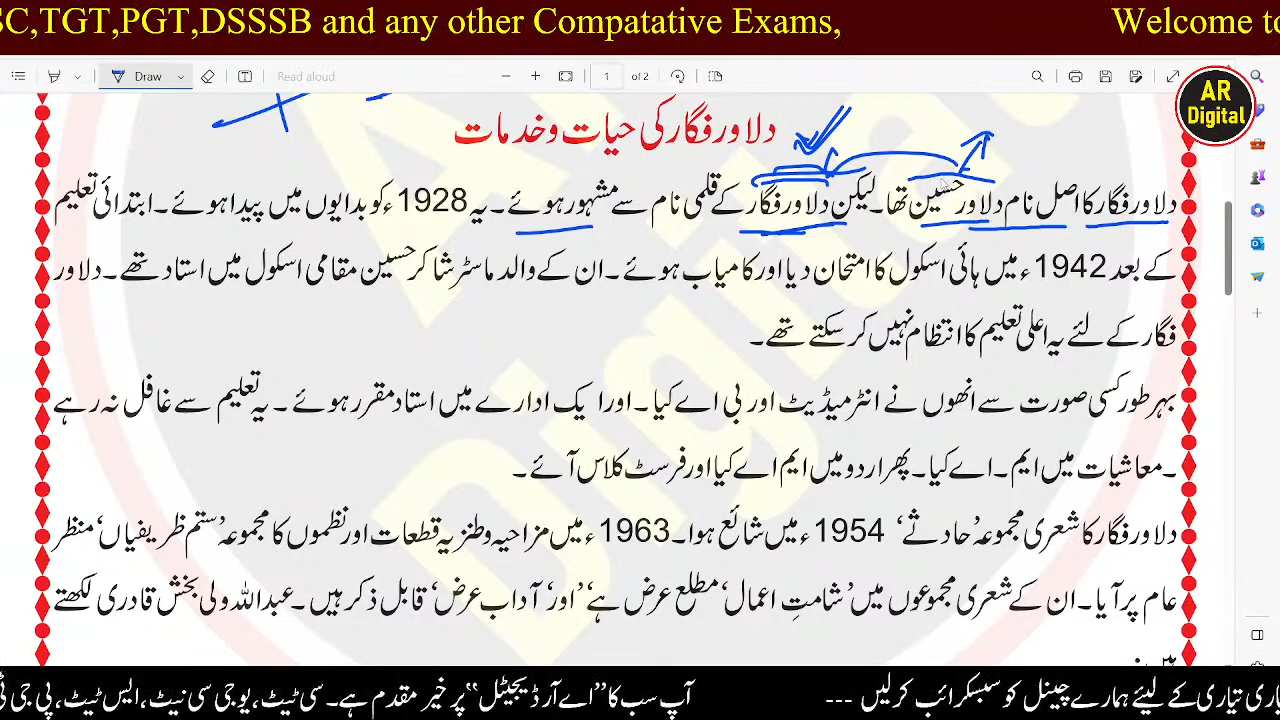 SC,TGT,PGT,DSSSB and any other Compatative Exams,
Welcome to
Draw
Read aloud
1 of 2
AR
Digital
دلاور فگار کی حیات و خدمات
دلاور فگار کا اصل نام دلاور حسین تھا۔ لیکن دلاور فگار کے قلمی نام سے مشہور ہوئے۔ یہ 1928ء کو بدایوں میں پیدا ہوئے۔ ابتدائی تعلیم
کے بعد 1942ء میں ہائی اسکول کا امتحان دیا اور کامیاب ہوئے۔ ان کے والد ماسٹر شاکر حسین مقامی اسکول میں استاد تھے۔ دلاور
فگار کے لئے یہ اعلی تعلیم کا انتظام نہیں کر سکتے تھے۔
بہر طور کسی صورت سے انھوں نے انٹر میڈیٹ اور بی اے کیا۔ اور ایک ادارے میں استاد مقرر ہوئے۔ یہ تعلیم سے غافل نہ رہے
۔ معاشیات میں ایم۔اے کیا۔ پھر اردو میں ایم اے کیا اور فرسٹ کلاس آئے۔
دلاور فگار کا شعری مجموعہ ’حادثے‘ 1954ء میں شائع ہوا۔ 1963ء میں مزاحیہ و طنزیہ قطعات اور نظموں کا مجموعہ ’ستم ظریفیاں‘ منظر
عام پر آیا۔ ان کے شعری مجموعوں میں ’شامتِ اعمال‘، ’مطلع عرض ہے‘ اور ’آداب عرض‘ قابل ذکر ہیں۔ عبداللہ ولی بخش قادری لکھتے
ہیں:
آپ سب کا ’’اے آر ڈیجیٹل‘‘ پر خیر مقدم ہے۔ سی ٹیٹ، یو جی سی نیٹ، ایس ٹیٹ، پی جی ٹی
تیاری کے لیئے ہمارے چینل کو سبسکرائب کرلیں ---